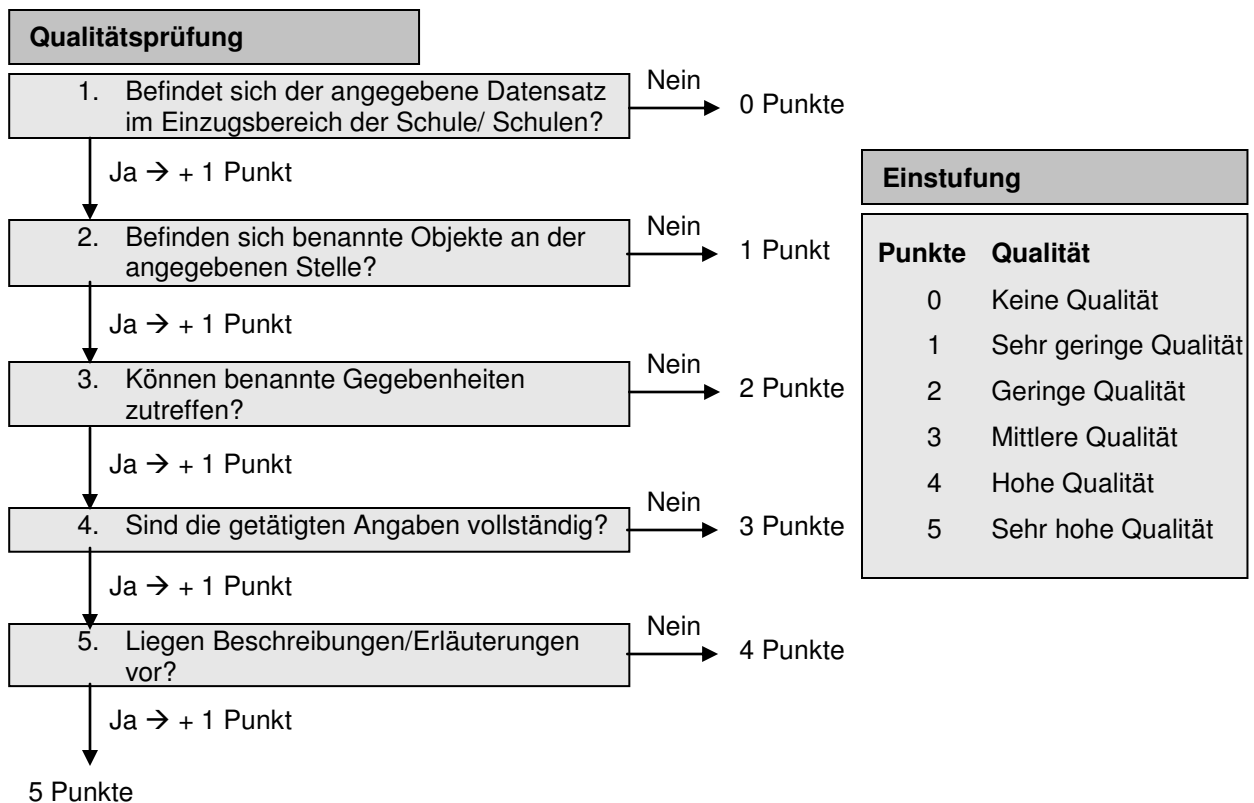 Qualitätsprüfung
1. Befindet sich der angegebene Datensatz
im Einzugsbereich der Schule/ Schulen?
Nein
0 Punkte
Ja → + 1 Punkt
2. Befinden sich benannte Objekte an der
angegebenen Stelle?
Nein
1 Punkt
Ja → + 1 Punkt
3. Können benannte Gegebenheiten
zutreffen?
Nein
2 Punkte
Ja → + 1 Punkt
4. Sind die getätigten Angaben vollständig?
Nein
3 Punkte
Ja → + 1 Punkt
5. Liegen Beschreibungen/Erläuterungen
vor?
Nein
4 Punkte
Ja → + 1 Punkt
5 Punkte
Einstufung
Punkte Qualität
0 Keine Qualität
1 Sehr geringe Qualität
2 Geringe Qualität
3 Mittlere Qualität
4 Hohe Qualität
5 Sehr hohe Qualität